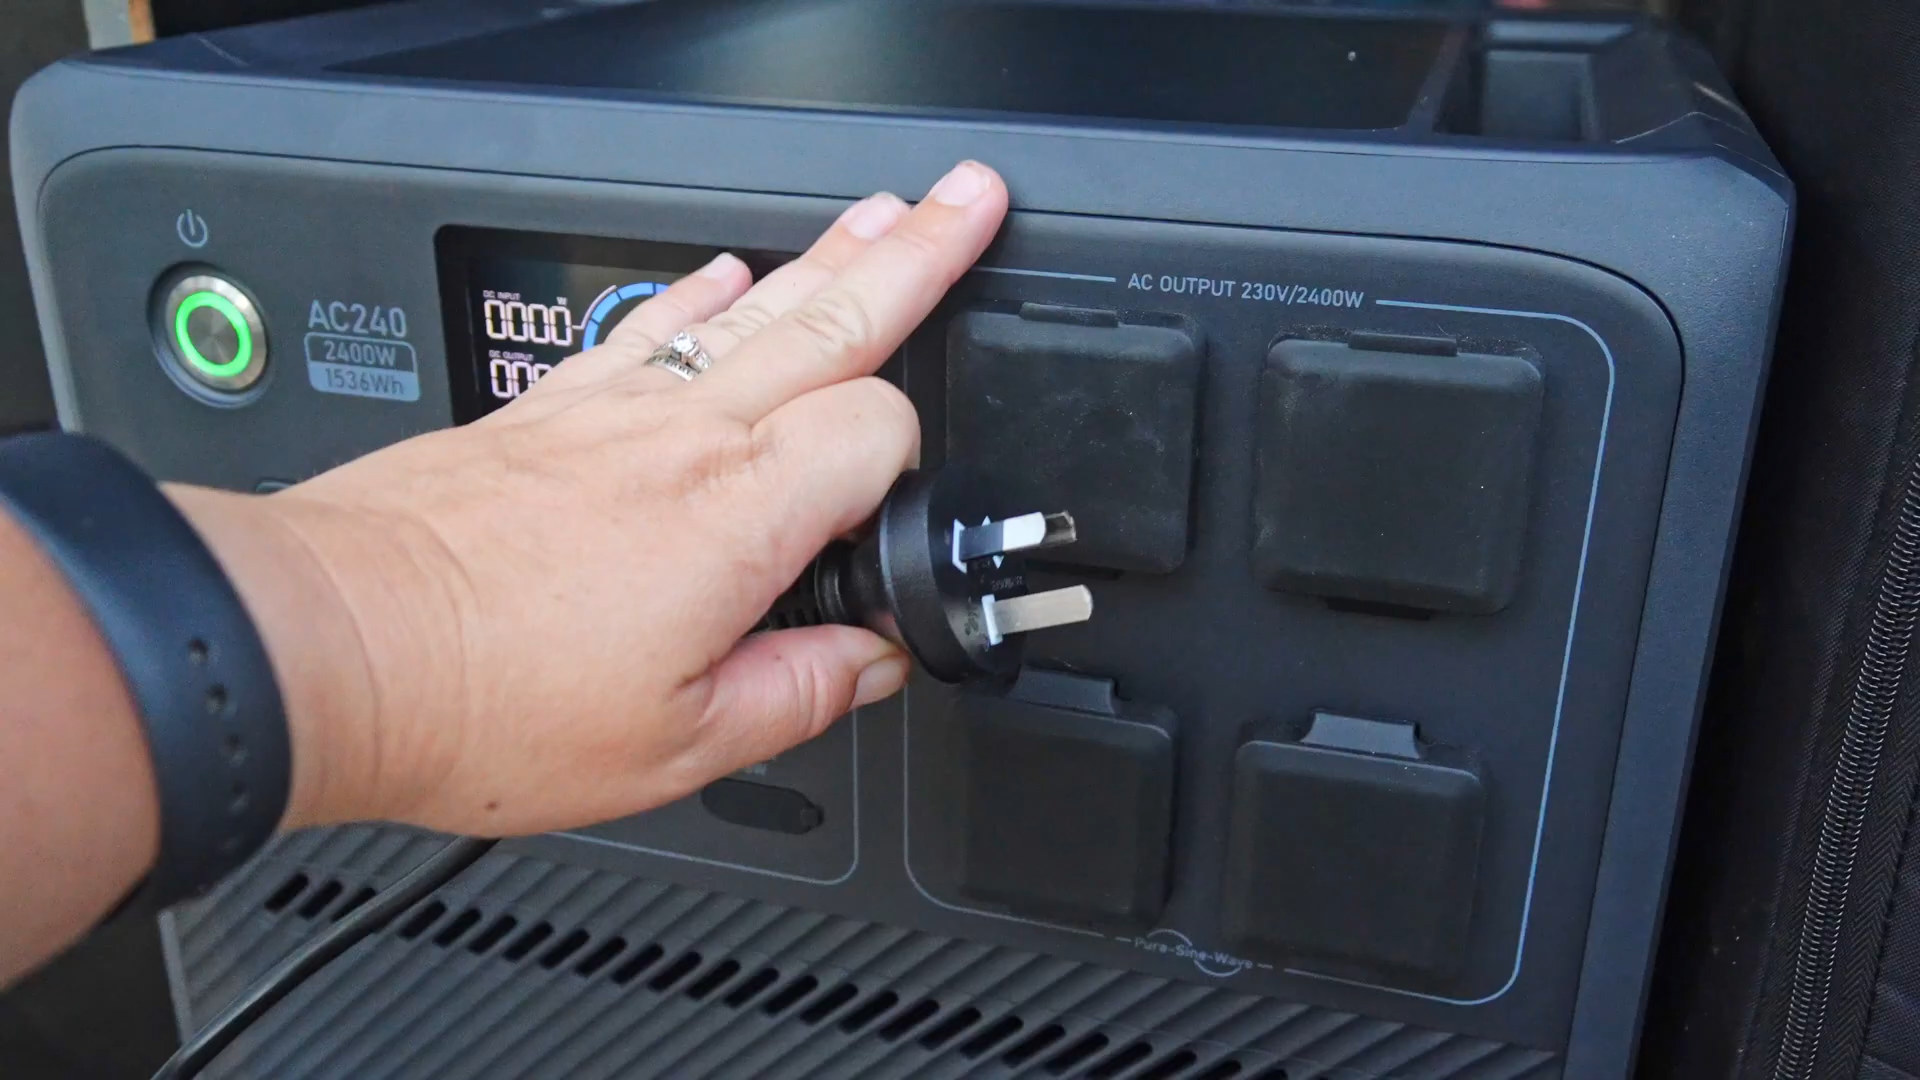 AC240
2400W
1536Wh
DC INPUT
0000 W
DC OUTPUT
AC OUTPUT 230V/2400W
Pure-Sine-Wave